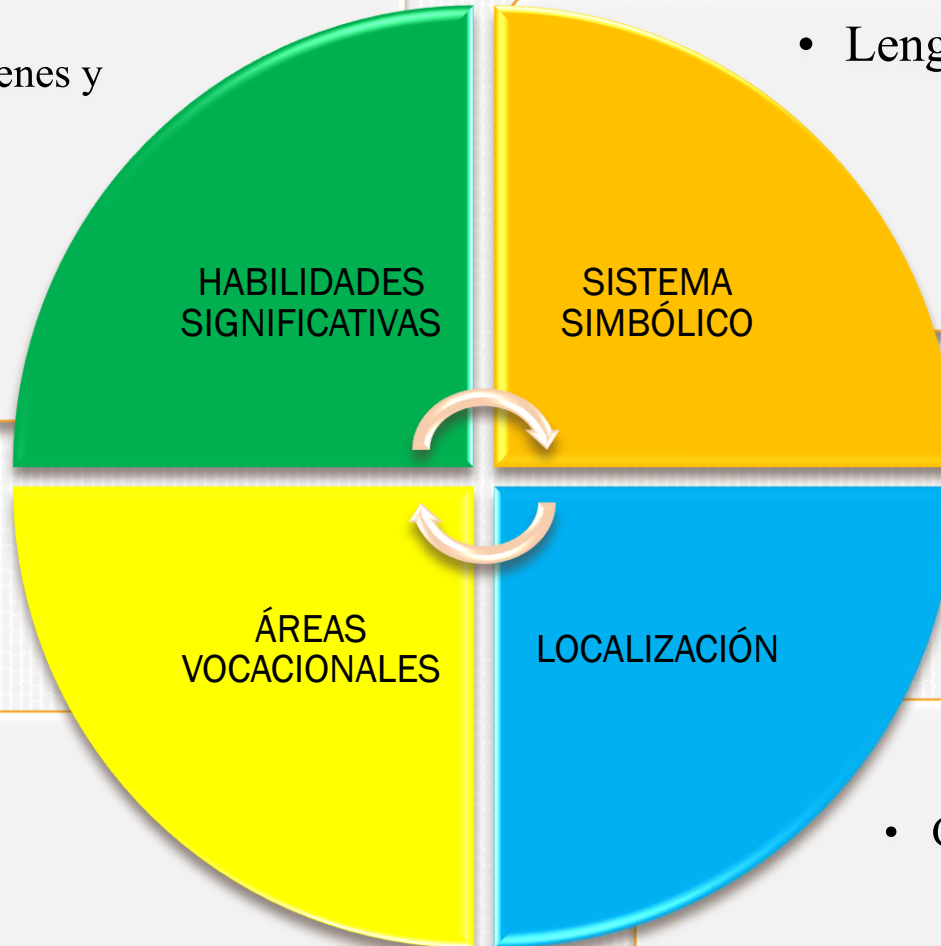 enes y
• Leng
HABILIDADES
SIGNIFICATIVAS
SISTEMA
SIMBÓLICO
ÁREAS
VOCACIONALES
LOCALIZACIÓN
•